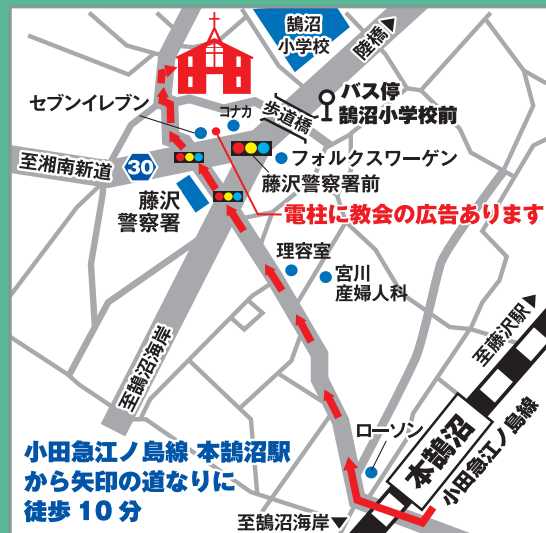 鵠沼
小学校
陸橋▶
セブンイレブン
コナカ
歩道橋
バス停
鵠沼小学校前
至湘南新道
30
フォルクスワーゲン
藤沢警察署前
藤沢
警察署
電柱に教会の広告あります
理容室
宮川
産婦人科
至鵠沼海岸
至藤沢駅▶
ローソン
本鵠沼
小田急江ノ島線
小田急江ノ島線 本鵠沼駅
から矢印の道なりに
徒歩 10 分
至鵠沼海岸▼